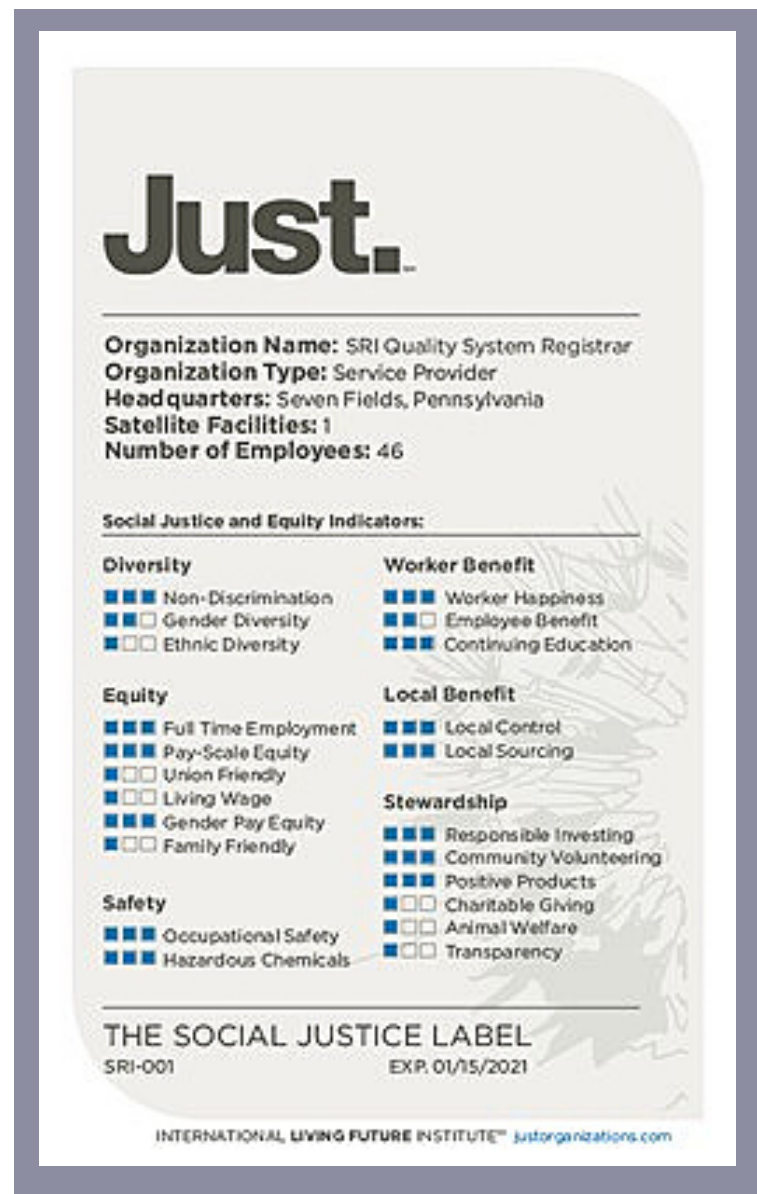 Just.
Organization Name: SRI Quality System Registrar
Organization Type: Service Provider
Headquarters: Seven Fields, Pennsylvania
Satellite Facilities: 1
Number of Employees: 46
Social Justice and Equity Indicators:
Diversity
Non-Discrimination
Gender Diversity
Ethnic Diversity
Equity
Full Time Employment
Pay-Scale Equity
Union Friendly
Living Wage
Gender Pay Equity
Family Friendly
Safety
Occupational Safety
Hazardous Chemicals
Worker Benefit
Worker Happiness
Employee Benefit
Continuing Education
Local Benefit
Local Control
Local Sourcing
Stewardship
Responsible Investing
Community Volunteering
Positive Products
Charitable Giving
Animal Welfare
Transparency
THE SOCIAL JUSTICE LABEL
SRI-001 EXP. 01/15/2021
INTERNATIONAL LIVING FUTURE INSTITUTE℠ justorganizations.com